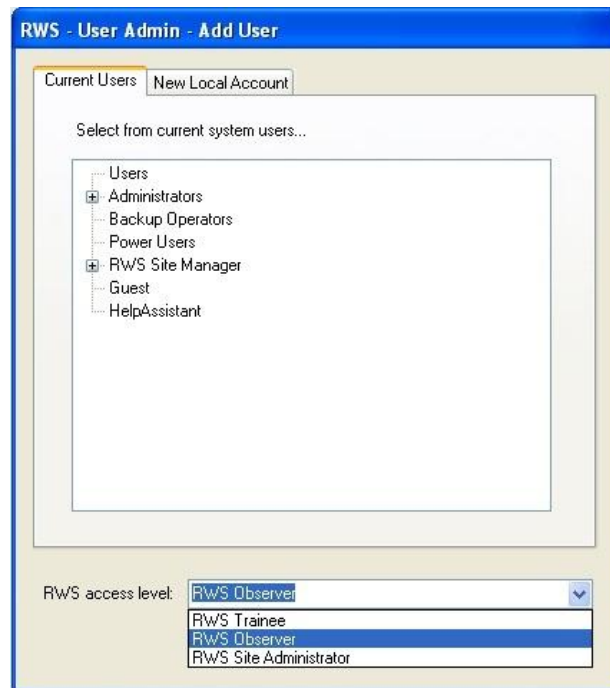 RWS - User Admin - Add User
Current Users New Local Account
Select from current system users...
Users
Administrators
Backup Operators
Power Users
RWS Site Manager
Guest
HelpAssistant
RWS access level: RWS Observer
RWS Trainee
RWS Observer
RWS Site Administrator